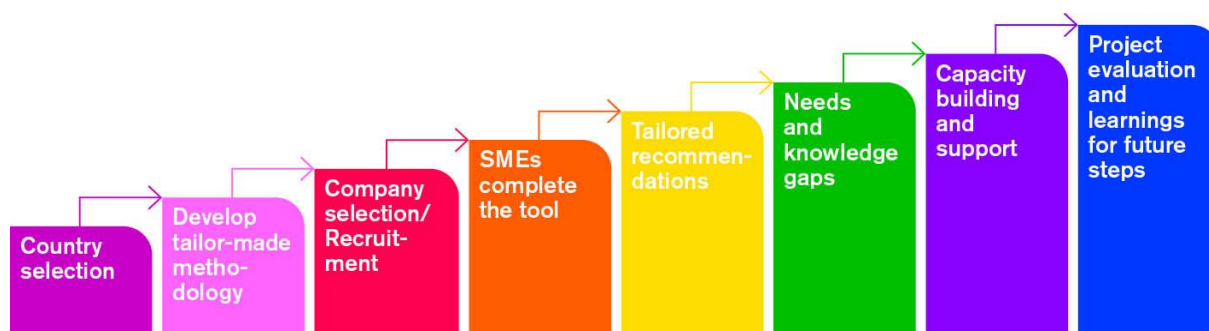 Country
selection
Develop
tailor-made
metho-
dology
Company
selection/
Recruit-
ment
SMEs
complete
the tool
Tailored
recommen-
dations
Needs
and
knowledge
gaps
Capacity
building
and
support
Project
evaluation
and
learnings
for future
steps